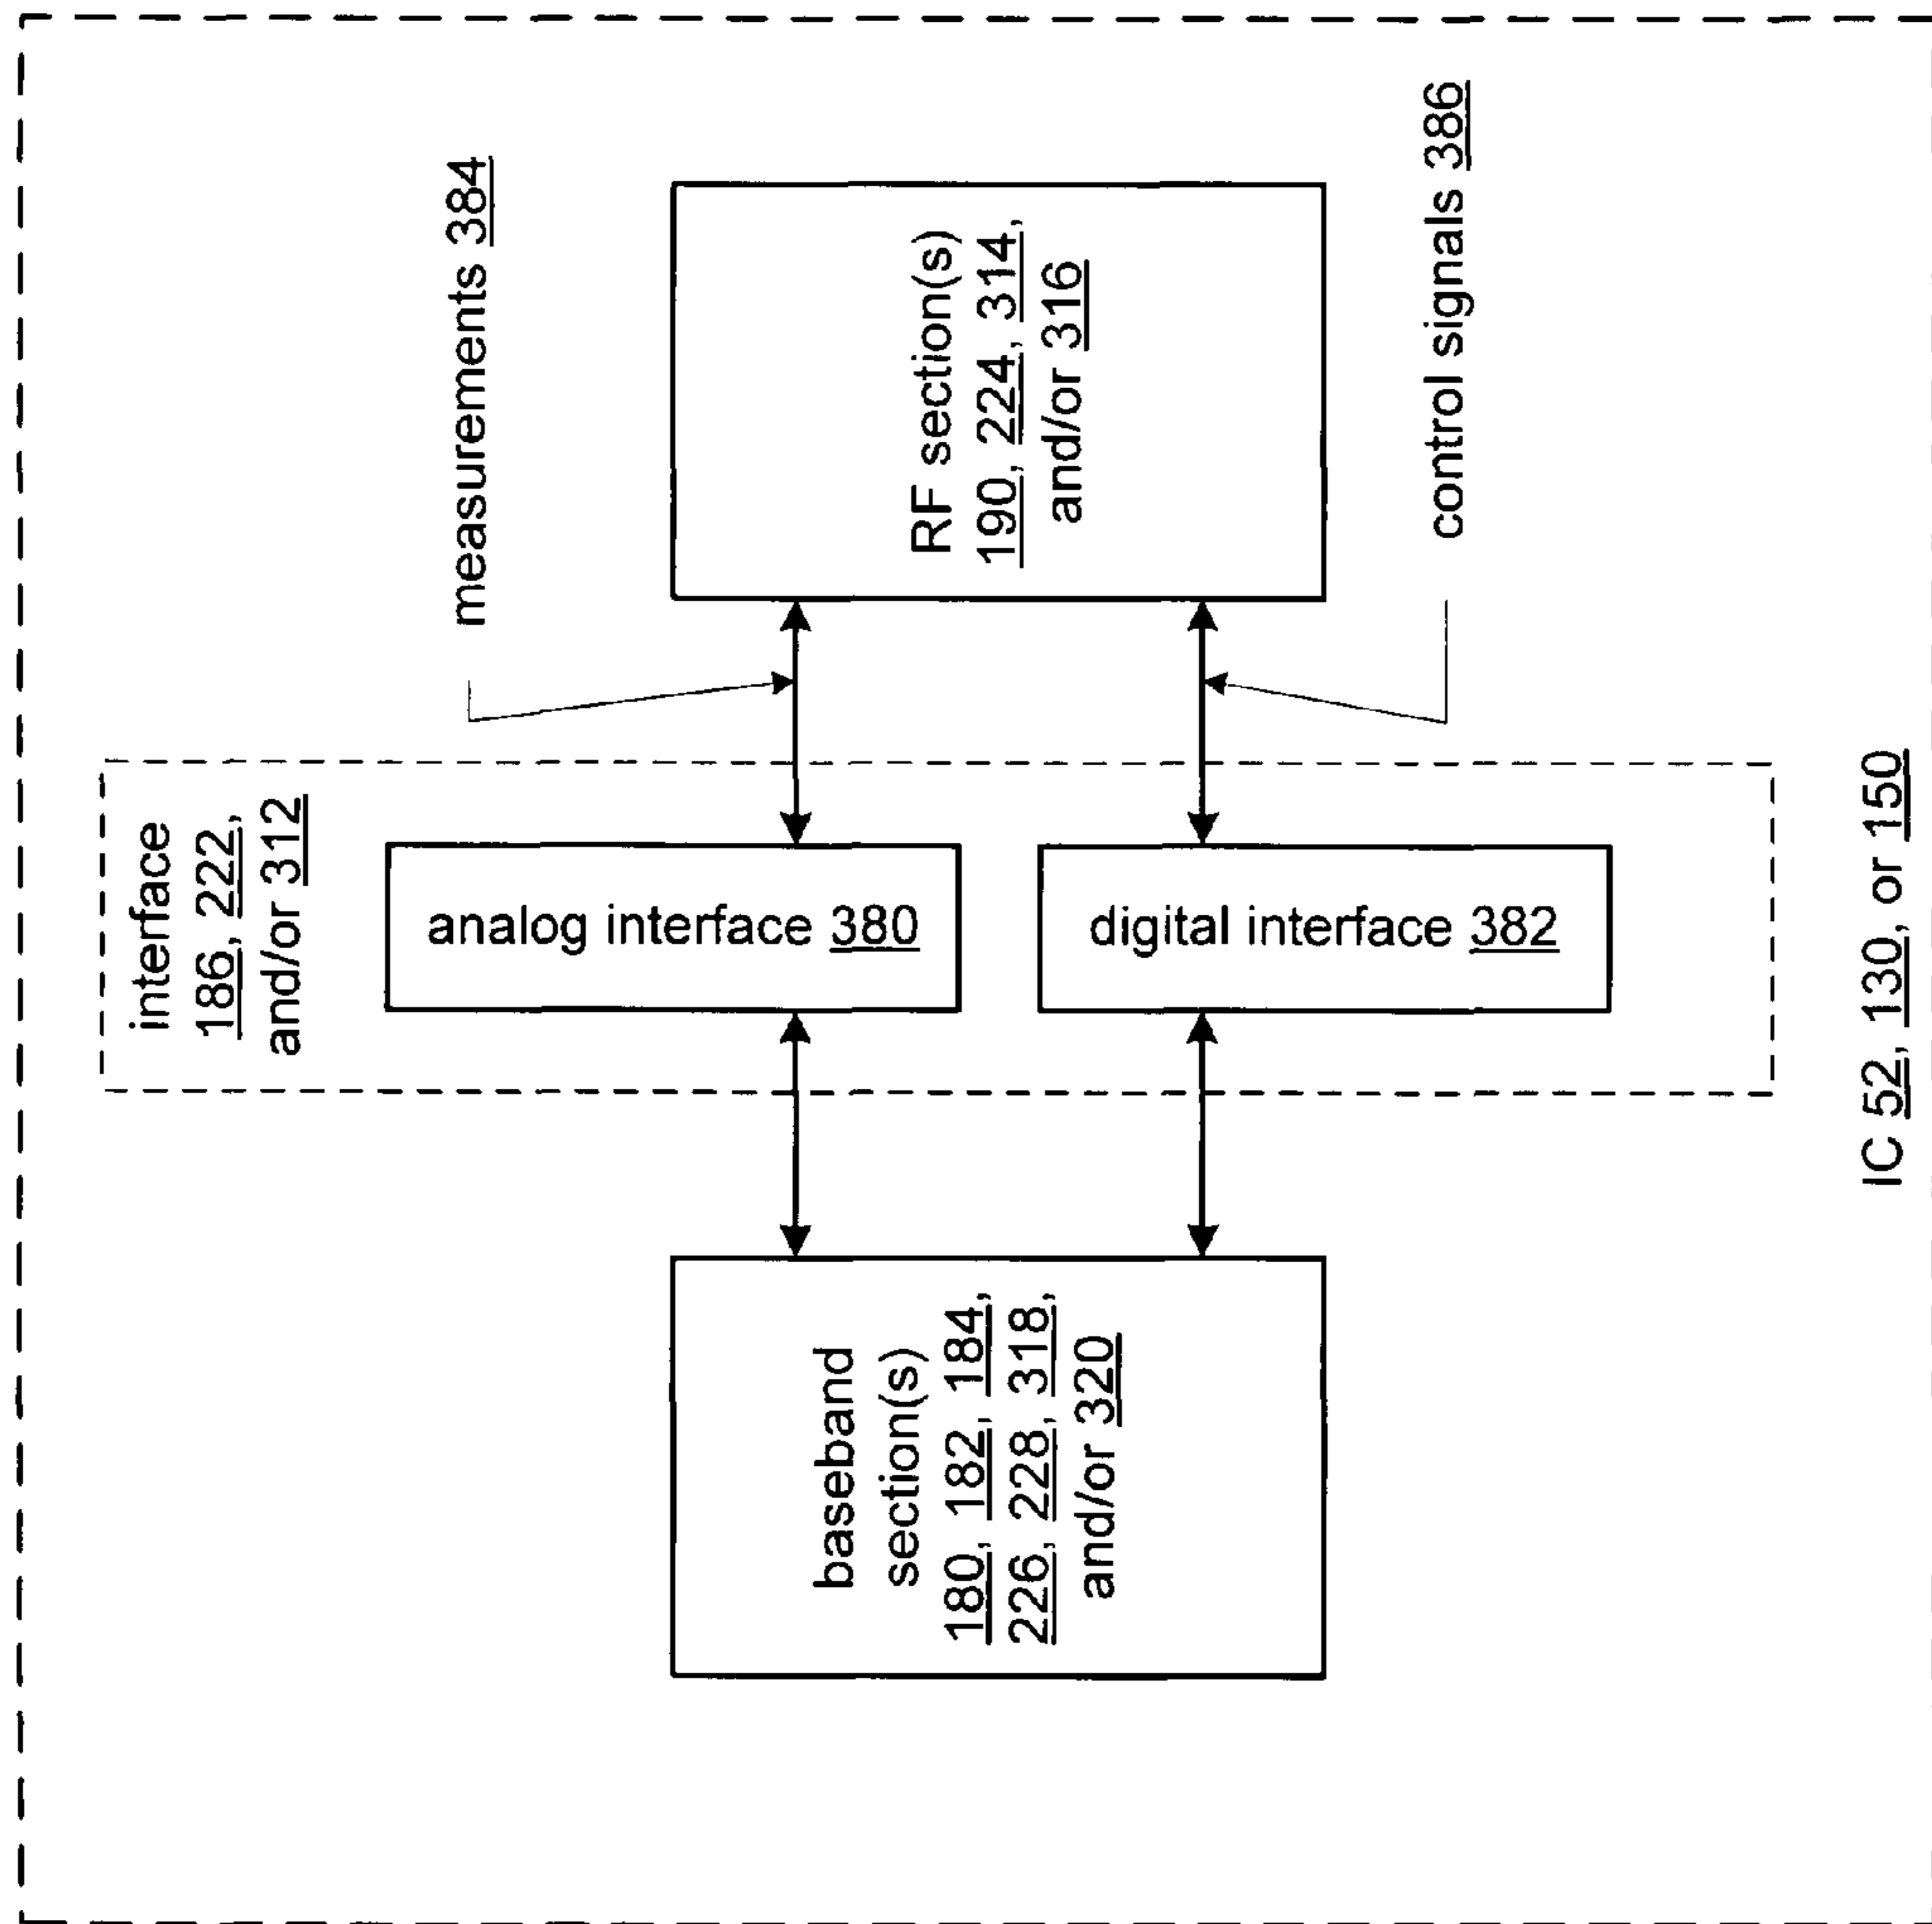 measurements 384
RF section(s)
190, 224, 314,
and/or 316
control signals 386
interface
186, 222,
and/or 312
analog interface 380
digital interface 382
IC 52, 130, or 150
baseband
section(s)
180, 182, 184,
226, 228, 318,
and/or 320